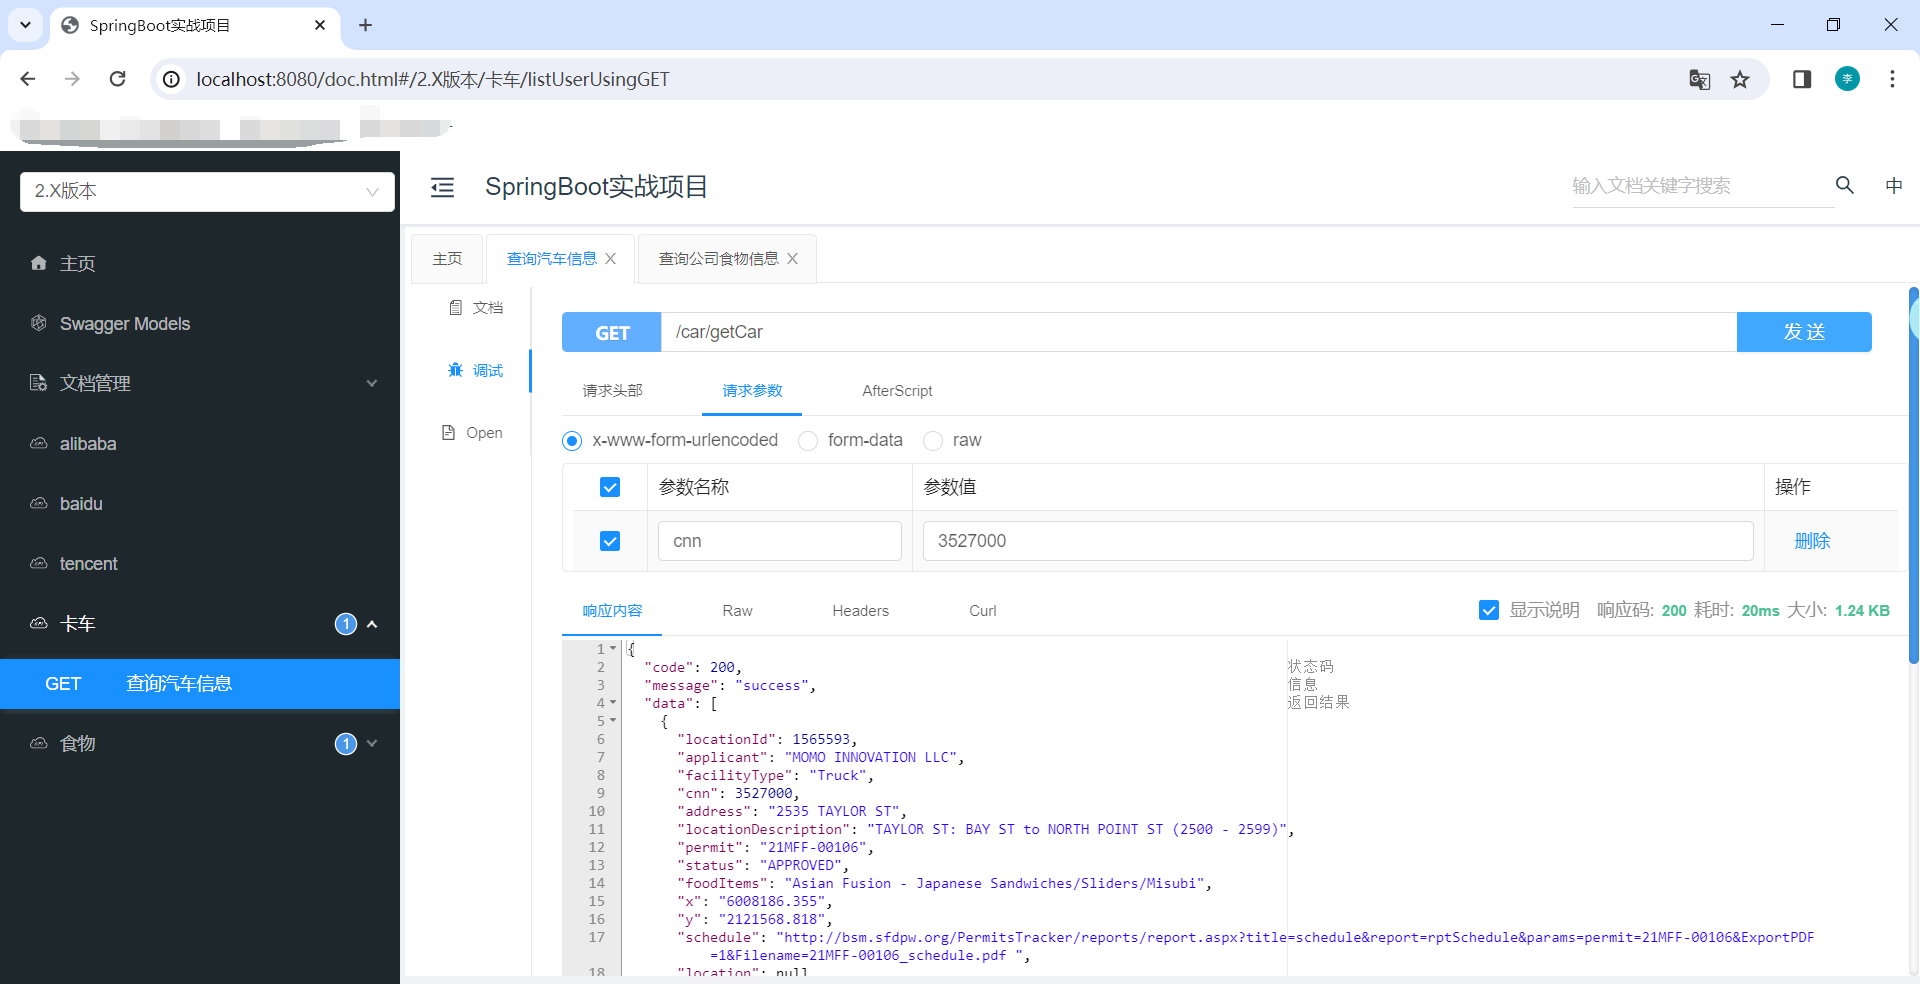 SpringBoot实战项目
localhost:8080/doc.html#/2.X版本/卡车/listUserUsingGET
李
2.X版本
SpringBoot实战项目
输入文档关键字搜索
中
主页
Swagger Models
文档管理
alibaba
baidu
tencent
卡车 1
GET 查询汽车信息
食物 1
主页 查询汽车信息 查询公司食物信息
文档
调试
Open
GET /car/getCar 发 送
请求头部 请求参数 AfterScript
x-www-form-urlencoded form-data raw
参数名称 参数值 操作
cnn 3527000 删除
响应内容 Raw Headers Curl 显示说明 响应码: 200 耗时: 20ms 大小: 1.24 KB
1 {
2 "code": 200, 状态码
3 "message": "success", 信息
4 "data": [ 返回结果
5 {
6 "locationId": 1565593,
7 "applicant": "MOMO INNOVATION LLC",
8 "facilityType": "Truck",
9 "cnn": 3527000,
10 "address": "2535 TAYLOR ST",
11 "locationDescription": "TAYLOR ST: BAY ST to NORTH POINT ST (2500 - 2599)",
12 "permit": "21MFF-00106",
13 "status": "APPROVED",
14 "foodItems": "Asian Fusion - Japanese Sandwiches/Sliders/Misubi",
15 "x": "6008186.355",
16 "y": "2121568.818",
17 "schedule": "http://bsm.sfdpw.org/PermitsTracker/reports/report.aspx?title=schedule&report=rptSchedule&params=permit=21MFF-00106&ExportPDF
=1&Filename=21MFF-00106_schedule.pdf ",
18 "location": null